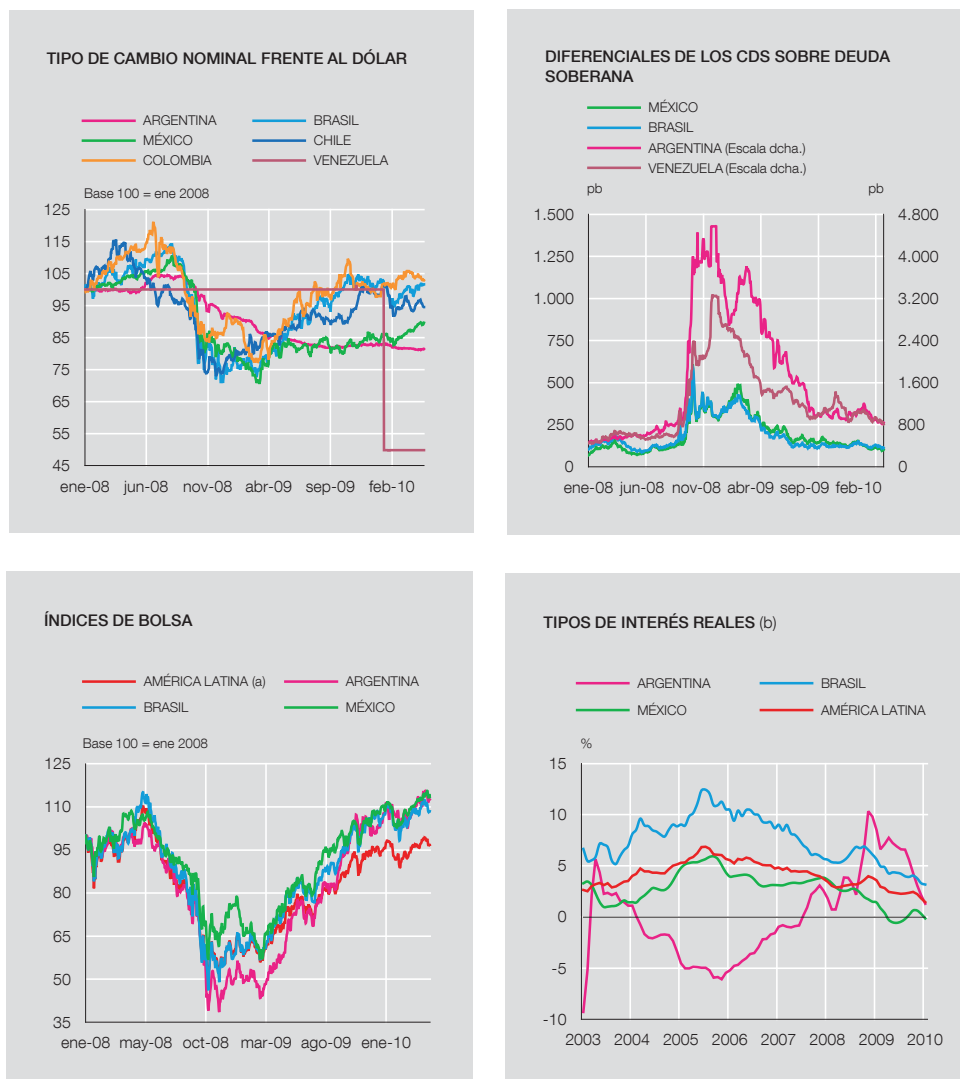 TIPO DE CAMBIO NOMINAL FRENTE AL DÓLAR
ARGENTINA
BRASIL
MÉXICO
CHILE
COLOMBIA
VENEZUELA
Base 100 = ene 2008
125
115
105
95
85
75
65
55
45
ene-08 jun-08 nov-08 abr-09 sep-09 feb-10
DIFERENCIALES DE LOS CDS SOBRE DEUDA
SOBERANA
MÉXICO
BRASIL
ARGENTINA (Escala dcha.)
VENEZUELA (Escala dcha.)
pb pb
1.500 4.800
1.250 4.000
1.000 3.200
750 2.400
500 1.600
250 800
0 0
ene-08 jun-08 nov-08 abr-09 sep-09 feb-10
ÍNDICES DE BOLSA
AMÉRICA LATINA (a)
ARGENTINA
BRASIL
MÉXICO
Base 100 = ene 2008
125
110
95
80
65
50
35
ene-08 may-08 oct-08 mar-09 ago-09 ene-10
TIPOS DE INTERÉS REALES (b)
ARGENTINA
BRASIL
MÉXICO
AMÉRICA LATINA
%
15
10
5
0
-5
-10
2003 2004 2005 2006 2007 2008 2009 2010